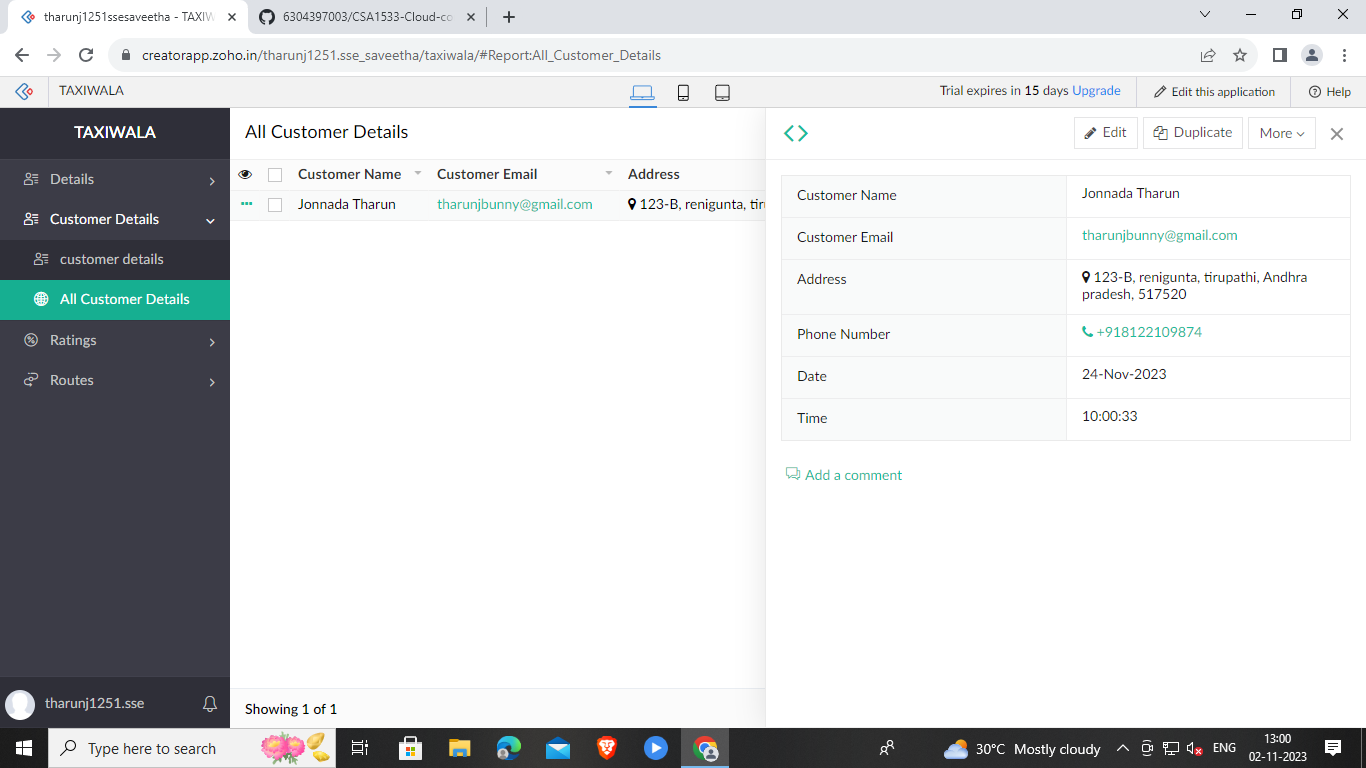 tharunj1251ssesaveetha - TAXIW
6304397003/CSA1533-Cloud-co
creatorapp.zoho.in/tharunj1251.sse_saveetha/taxiwala/#Report:All_Customer_Details
TAXIWALA
Trial expires in 15 days Upgrade
Edit this application
Help
TAXIWALA
Details
Customer Details
customer details
All Customer Details
Ratings
Routes
tharunj1251.sse
All Customer Details
Customer Name Customer Email Address
Jonnada Tharun tharunjbunny@gmail.com 123-B, renigunta, tir
Showing 1 of 1
Edit Duplicate More
Customer Name Jonnada Tharun
Customer Email tharunjbunny@gmail.com
Address 123-B, renigunta, tirupathi, Andhra
pradesh, 517520
Phone Number +918122109874
Date 24-Nov-2023
Time 10:00:33
Add a comment
Type here to search
30°C Mostly cloudy
ENG
13:00
02-11-2023